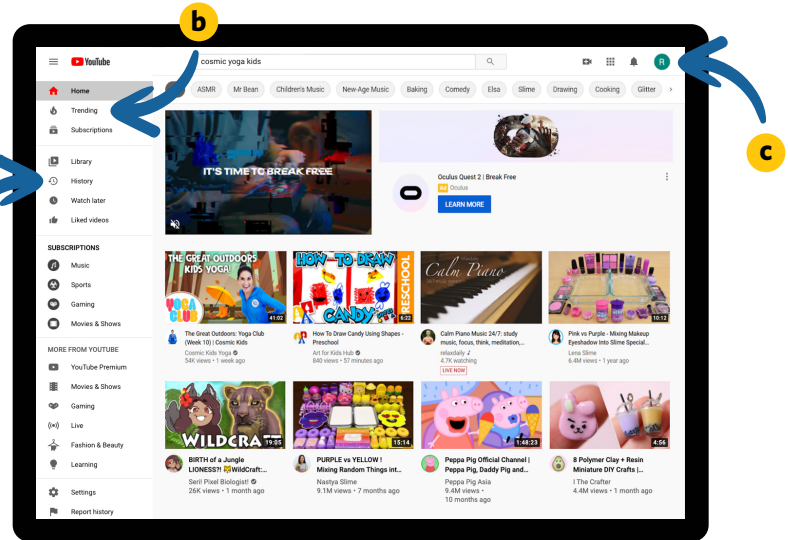 b
YouTube
cosmic yoga kids
R
Home
ASMR
Mr Bean
Children's Music
New-Age Music
Baking
Comedy
Elsa
Slime
Drawing
Cooking
Glitter
Trending
Subscriptions
c
Library
History
Watch later
Liked videos
IT'S TIME TO BREAK FREE
Oculus Quest 2 | Break Free
Ad Oculus
LEARN MORE
SUBSCRIPTIONS
Music
Sports
Gaming
Movies & Shows
THE GREAT OUTDOORS
KIDS YOGA!
YOGA
CLUB
41:02
The Great Outdoors: Yoga Club
(Week 10) | Cosmic Kids
Cosmic Kids Yoga
54K views • 1 week ago
HOW-TO-DRAW
CANDY
PRESCHOOL
6:22
How To Draw Candy Using Shapes -
Preschool
Art for Kids Hub
840 views • 57 minutes ago
Calm Piano
Calm Piano Music 24/7: study
music, focus, think, meditation,...
relaxdaily ♪
4.7K watching
LIVE NOW
10:12
Pink vs Purple - Mixing Makeup
Eyeshadow Into Slime Special...
Lena Slime
6.4M views • 1 year ago
MORE FROM YOUTUBE
YouTube Premium
Movies & Shows
Gaming
Live
Fashion & Beauty
Learning
Settings
Report history
WILDCRA
19:05
BIRTH of a Jungle
LIONESS?! 🐯WildCraft:...
Seri! Pixel Biologist!
26K views • 1 month ago
15:14
PURPLE vs YELLOW !
Mixing Random Things int...
Nastya Slime
9.1M views • 7 months ago
1:48:23
Peppa Pig Official Channel |
Peppa Pig, Daddy Pig and...
Peppa Pig Asia
9.4M views •
10 months ago
4:56
8 Polymer Clay + Resin
Miniature DIY Crafts |...
I The Crafter
4.4M views • 1 month ago